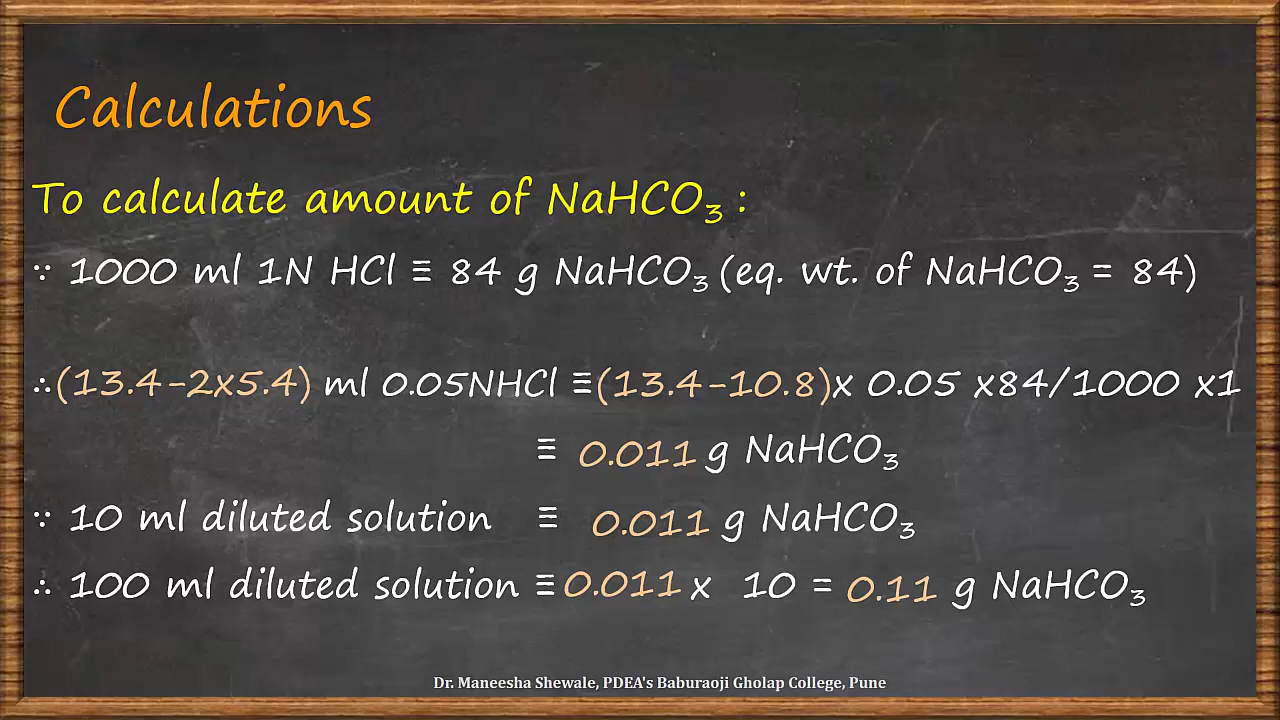 Calculations
To calculate amount of NaHCO₃ :
∵ 1000 ml 1N HCl ≡ 84 g NaHCO₃ (eq. wt. of NaHCO₃ = 84)
∴(13.4-2x5.4) ml 0.05NHCl ≡(13.4-10.8)x 0.05 x84/1000 x1
≡ 0.011 g NaHCO₃
∵ 10 ml diluted solution ≡ 0.011 g NaHCO₃
∴ 100 ml diluted solution ≡ 0.011 x 10 = 0.11 g NaHCO₃
Dr. Maneesha Shewale, PDEA's Baburaoji Gholap College, Pune